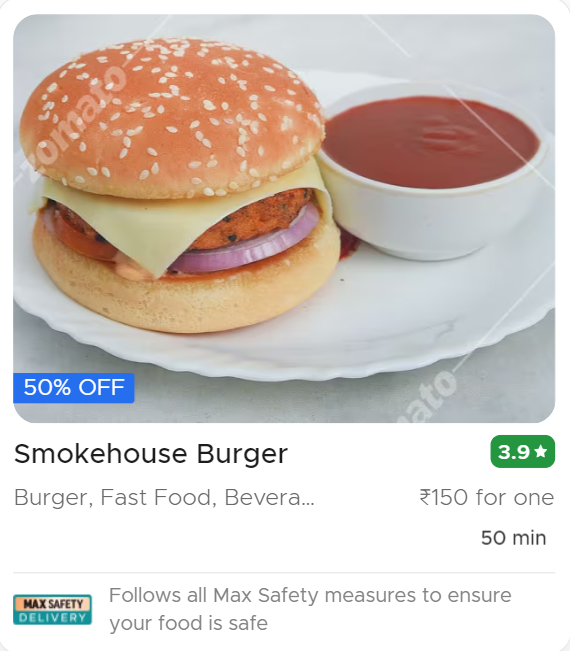 zomato
50% OFF
Smokehouse Burger
3.9★
Burger, Fast Food, Bevera...
₹150 for one
50 min
MAX SAFETY
DELIVERY
Follows all Max Safety measures to ensure
your food is safe